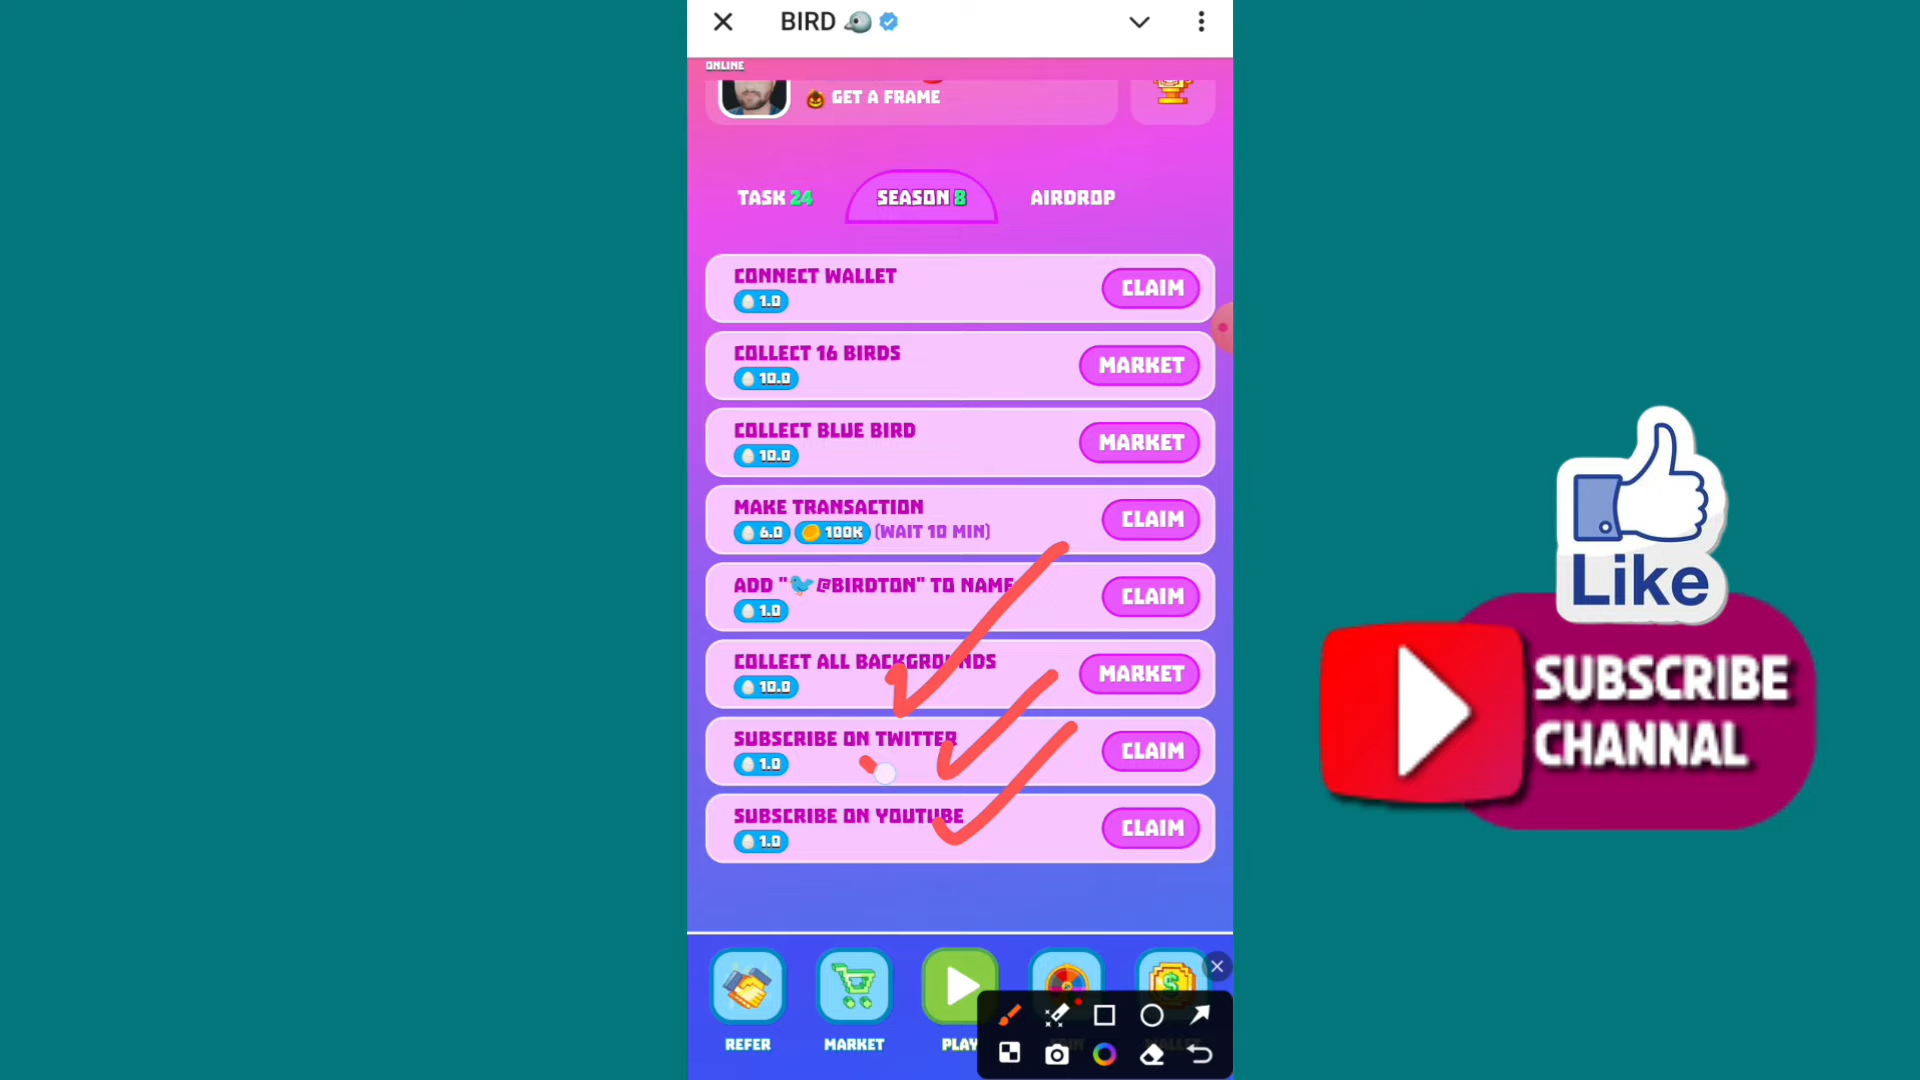 BIRD
ONLINE
GET A FRAME
TASK 24
SEASON 8
AIRDROP
CONNECT WALLET
1.0
CLAIM
COLLECT 16 BIRDS
10.0
MARKET
COLLECT BLUE BIRD
10.0
MARKET
MAKE TRANSACTION
6.0 100K (WAIT 10 MIN)
CLAIM
ADD "🐦@BIRDTON" TO NAME
1.0
CLAIM
COLLECT ALL BACKGROUNDS
10.0
MARKET
SUBSCRIBE ON TWITTER
1.0
CLAIM
SUBSCRIBE ON YOUTUBE
1.0
CLAIM
REFER
MARKET
PLAY
Like
SUBSCRIBE
CHANNEL